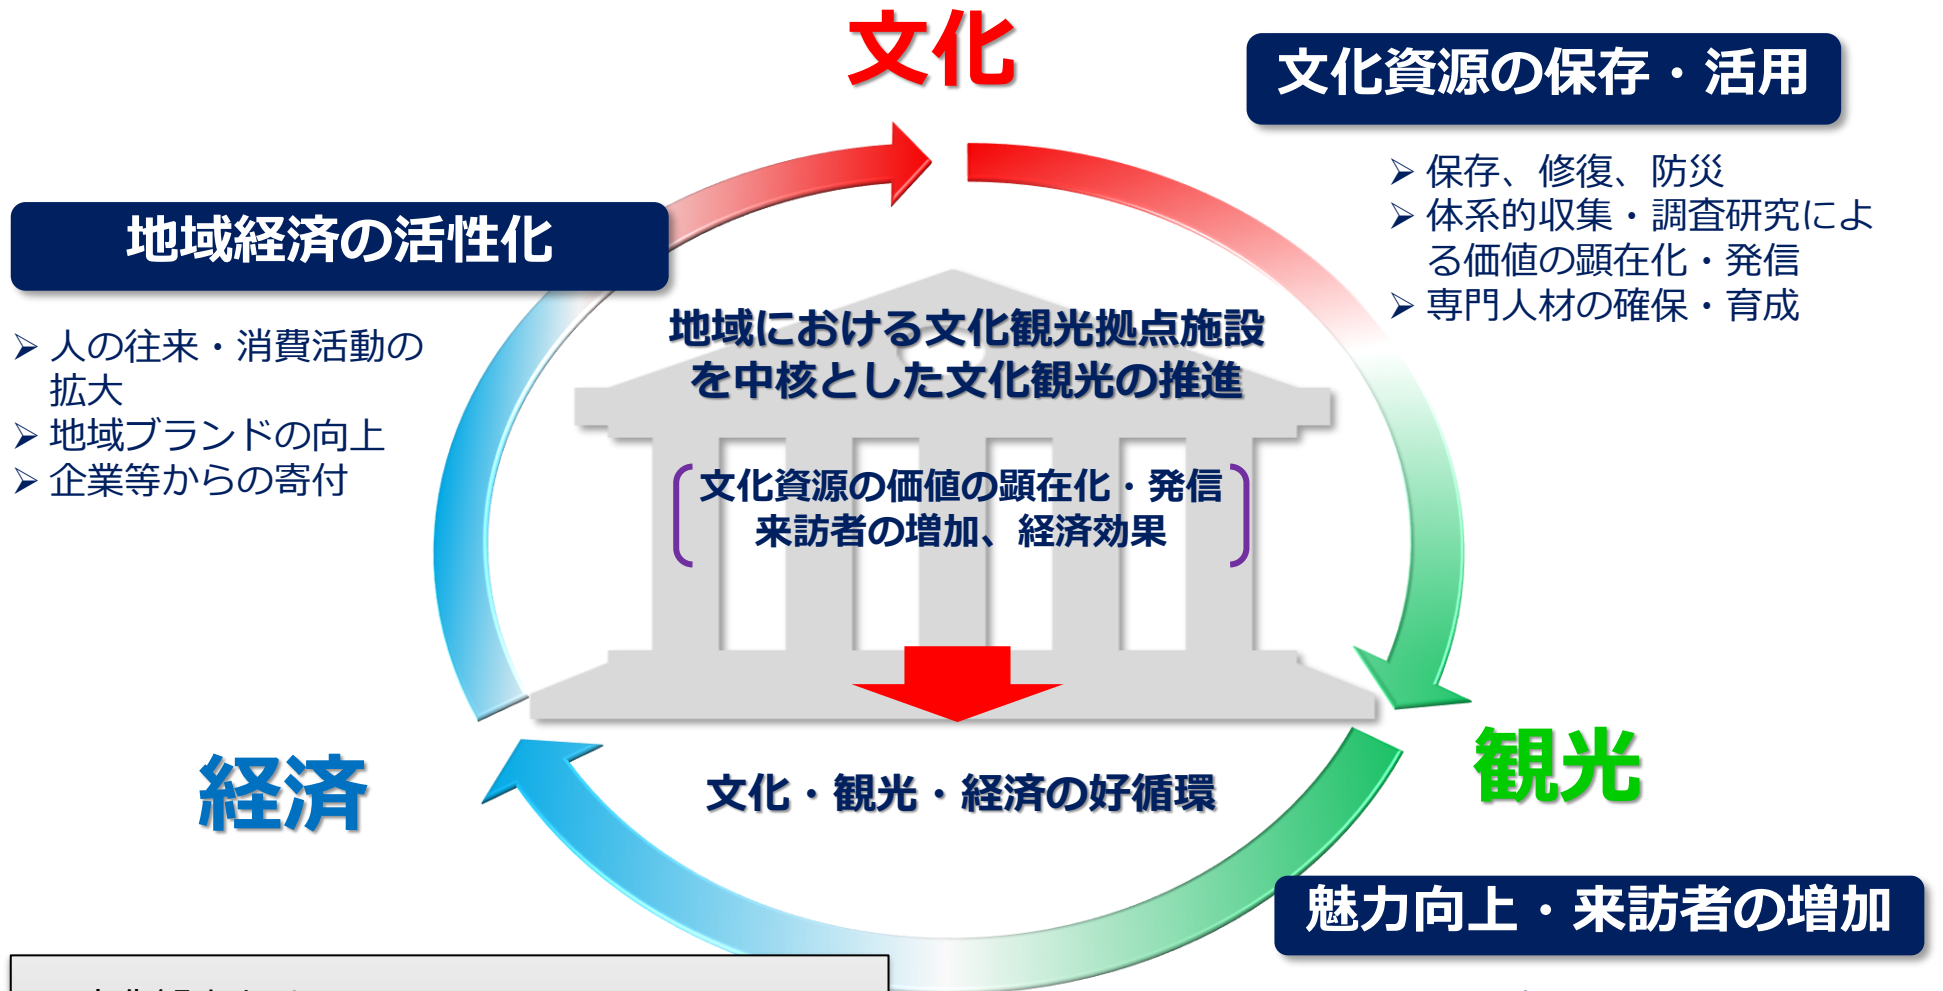 文化
文化資源の保存・活用
➢ 保存、修復、防災
➢ 体系的収集・調査研究によ
る価値の顕在化・発信
➢ 専門人材の確保・育成
地域経済の活性化
➢ 人の往来・消費活動の
拡大
➢ 地域ブランドの向上
➢ 企業等からの寄付
地域における文化観光拠点施設
を中核とした文化観光の推進
文化資源の価値の顕在化・発信
来訪者の増加、経済効果
文化・観光・経済の好循環
経済
観光
魅力向上・来訪者の増加